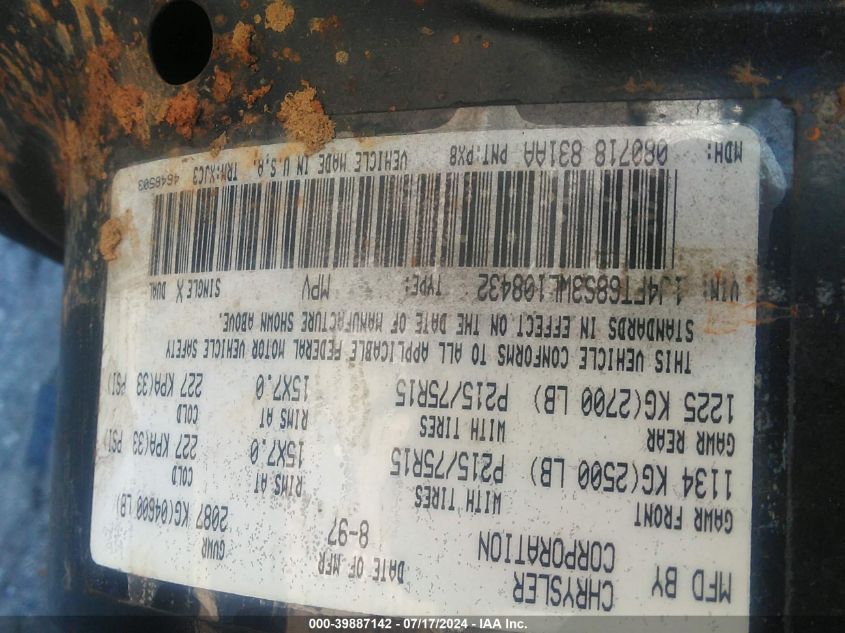 MFD BY CHRYSLER CORPORATION
DATE OF MFR 8-97
GVWR 2087 KG(04600 LB)
GAWR FRONT WITH TIRES RIMS AT COLD
1134 KG(2500 LB) P215/75R15 15X7.0 227 KPA(33 PSI)
GAWR REAR WITH TIRES RIMS AT COLD
1225 KG(2700 LB) P215/75R15 15X7.0 227 KPA(33 PSI)
THIS VEHICLE CONFORMS TO ALL APPLICABLE FEDERAL MOTOR VEHICLE SAFETY
STANDARDS IN EFFECT ON THE DATE OF MANUFACTURE SHOWN ABOVE.
VIN: 1J4FT68S3WL108432 TYPE: MPV SINGLE X DUAL
MDH: 080718 831AA PNT:PX8 VEHICLE MADE IN U.S.A. TRM:XJC3 4648503
000-39887142 - 07/17/2024 - IAA Inc.